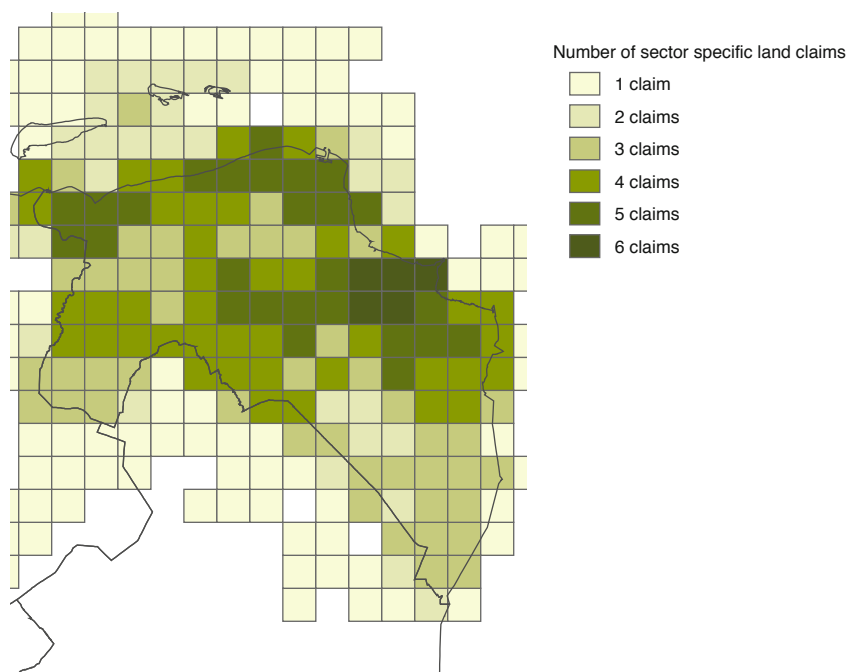 Number of sector specific land claims
1 claim
2 claims
3 claims
4 claims
5 claims
6 claims